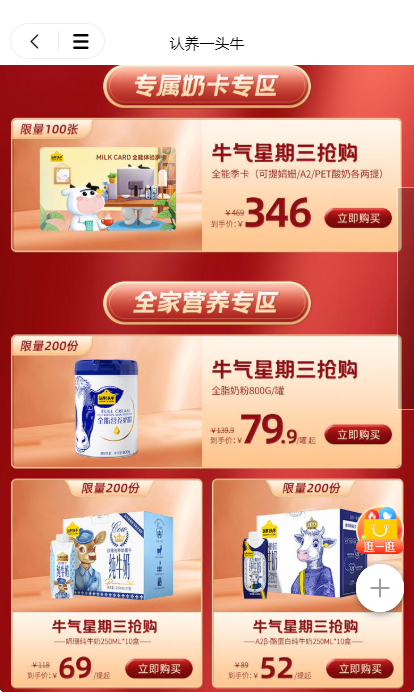 认养一头牛
专属奶卡专区
限量100张
MILK CARD 全能体验季卡
牛气星期三抢购
全能季卡（可提娟姗/A2/PET酸奶各两提）
￥469
到手价：￥346
立即购买
全家营养专区
限量200份
牛气星期三抢购
全脂奶粉800G/罐
FULL CREAM
全脂营养奶粉
￥139.9
到手价：￥79.9/罐 起
立即购买
限量200份
限量200份
Cow
纯牛奶
纯牛奶
逛一逛
牛气星期三抢购
牛气星期三抢购
娟姗纯牛奶250ML*10盒
A2β-酪蛋白纯牛奶250ML*10盒
￥118
到手价：￥69/提起
立即购买
￥89
到手价：￥52/提起
立即购买